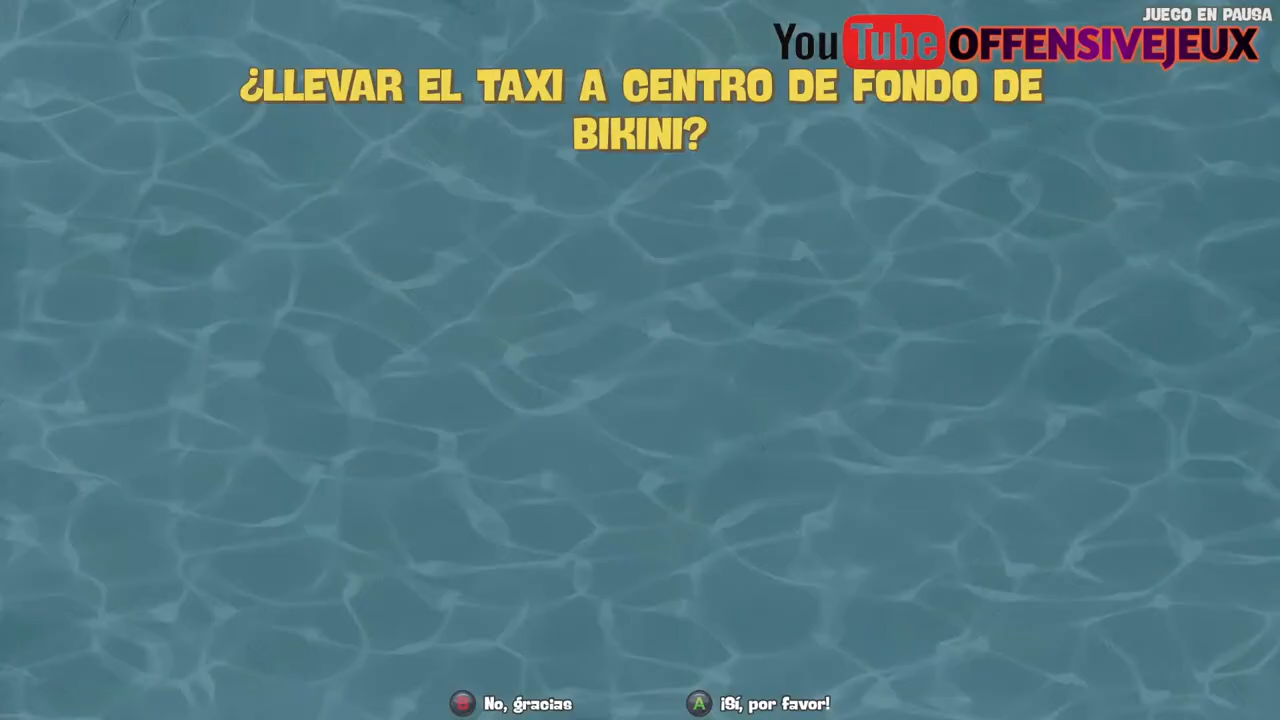 JUEGO EN PAUSA
YouTube OFFENSIVEJEUX
¿LLEVAR EL TAXI A CENTRO DE FONDO DE
BIKINI?
B No, gracias
A ¡Sí, por favor!